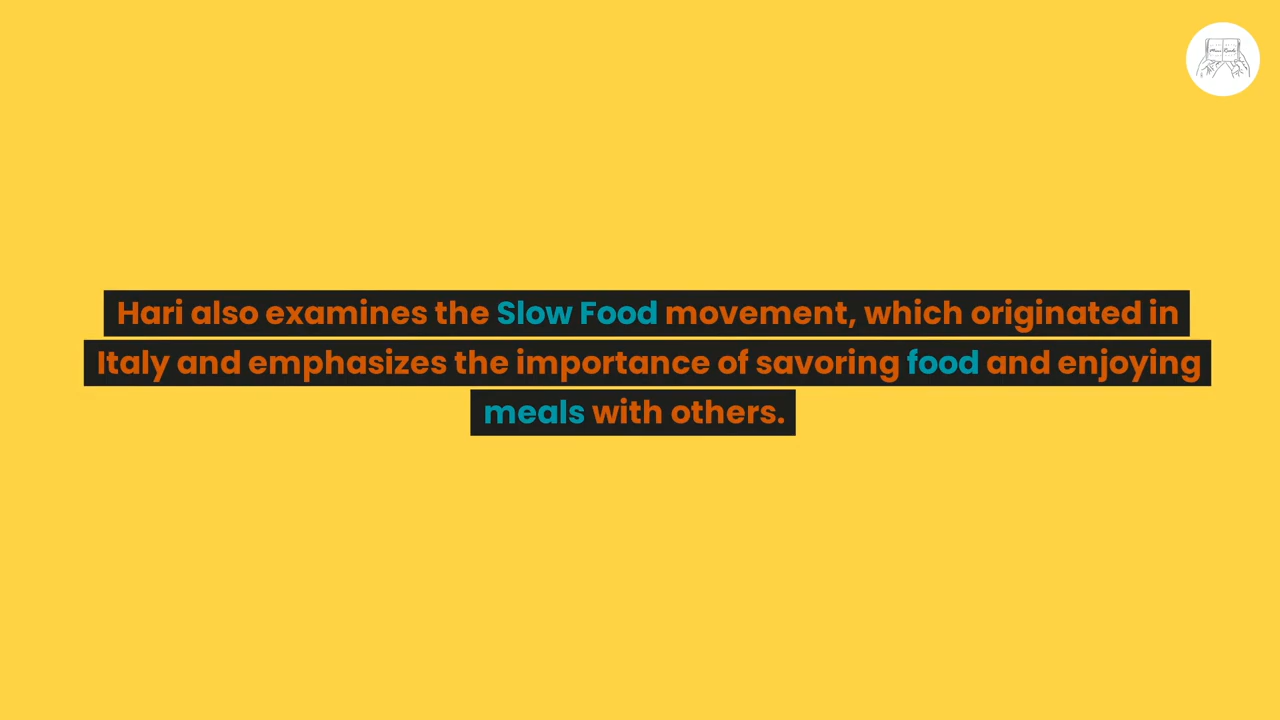 Hari also examines the Slow Food movement, which originated in
Italy and emphasizes the importance of savoring food and enjoying
meals with others.